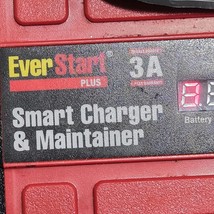 EverStart®
PLUS
3A
Smart Charger
& Maintainer
Battery